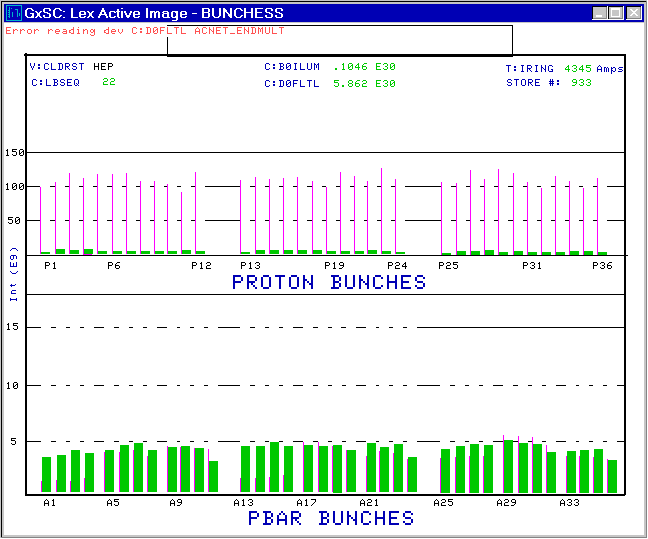 GxSC: Lex Active Image - BUNCHESS
Error reading dev C:D0FLTL ACNET_ENDMULT
V:CLDRST HEP C:B0ILUM .1046 E30 T:IRING 4345 Amps
C:LBSEQ 22 C:D0FLTL 5.862 E30 STORE #: 933
150
100
50
P1 P6 P12 P13 P19 P24 P25 P31 P36
PROTON BUNCHES
Int (E9)
15
10
5
A1 A5 A9 A13 A17 A21 A25 A29 A33
PBAR BUNCHES